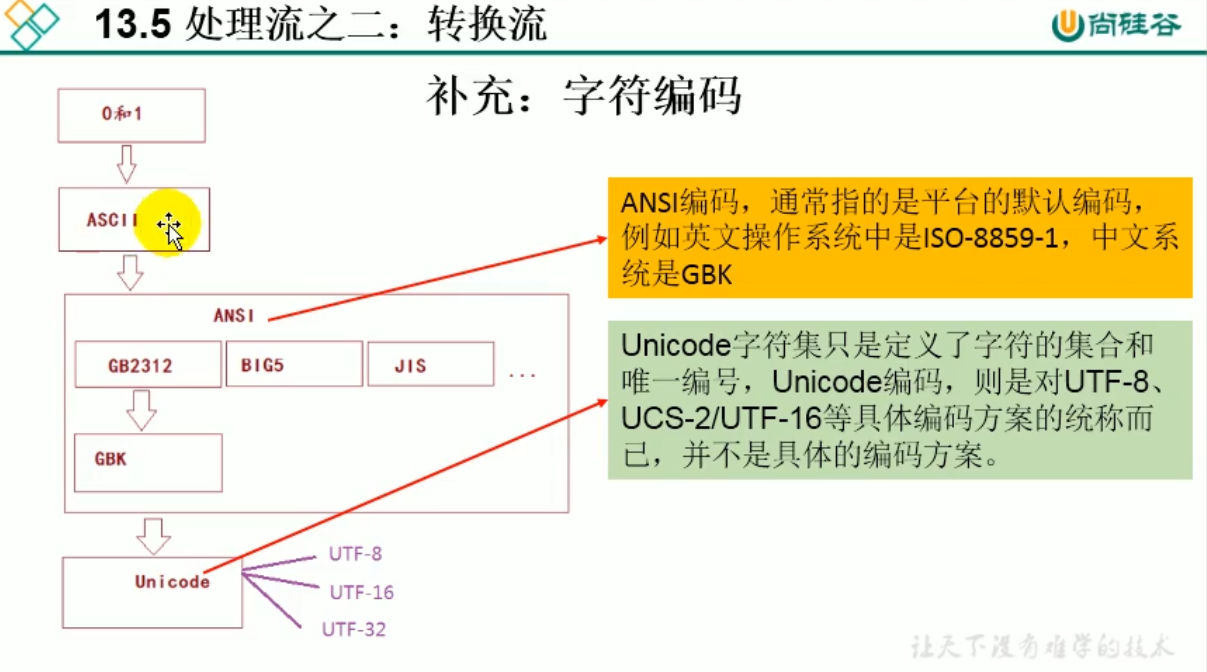 13.5 处理流之二：转换流
尚硅谷
补充：字符编码
0和1
ASCII
ANSI
GB2312
BIG5
JIS
...
GBK
Unicode
UTF-8
UTF-16
UTF-32
ANSI编码，通常指的是平台的默认编码，
例如英文操作系统中是ISO-8859-1，中文系
统是GBK
Unicode字符集只是定义了字符的集合和
唯一编号，Unicode编码，则是对UTF-8、
UCS-2/UTF-16等具体编码方案的统称而
已，并不是具体的编码方案。
让天下没有难学的技术